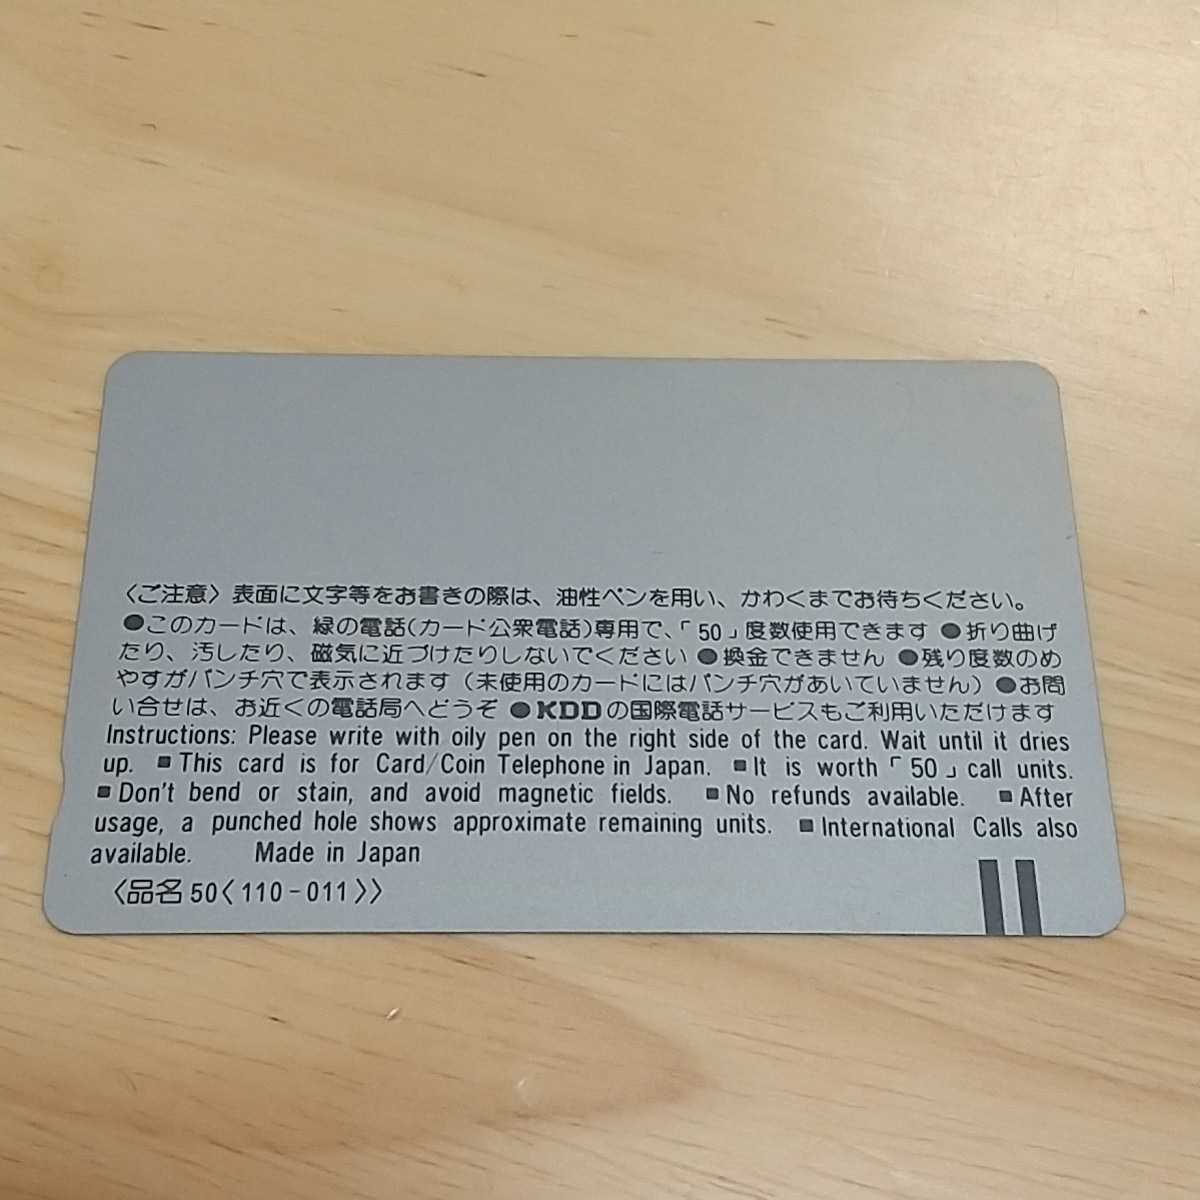 〈ご注意〉表面に文字等をお書きの際は、油性ペンを用い、かわくまでお待ちください。
●このカードは、緑の電話(カード公衆電話)専用で、「50」度数使用できます ●折り曲げ
たり、汚したり、磁気に近づけたりしないでください ●換金できません ●残り度数のめ
やすがパンチ穴で表示されます(未使用のカードにはパンチ穴があいていません) ●お問
い合せは、お近くの電話局へどうぞ ●KDDの国際電話サービスもご利用いただけます
Instructions: Please write with oily pen on the right side of the card. Wait until it dries
up. ■This card is for Card/Coin Telephone in Japan. ■It is worth「50」call units.
■Don't bend or stain, and avoid magnetic fields. ■No refunds available. ■After
usage, a punched hole shows approximate remaining units. ■International Calls also
available. Made in Japan
〈品名 50〈110-011〉〉